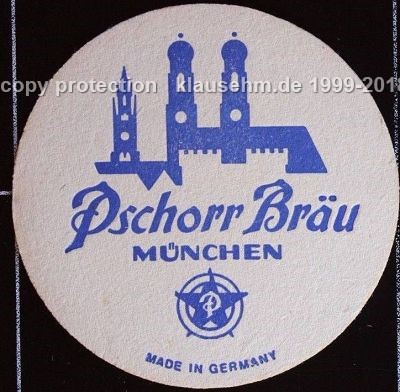 copy protection klausehm.de 1999-201
Pschorr Bräu
MÜNCHEN
P
MADE IN GERMANY